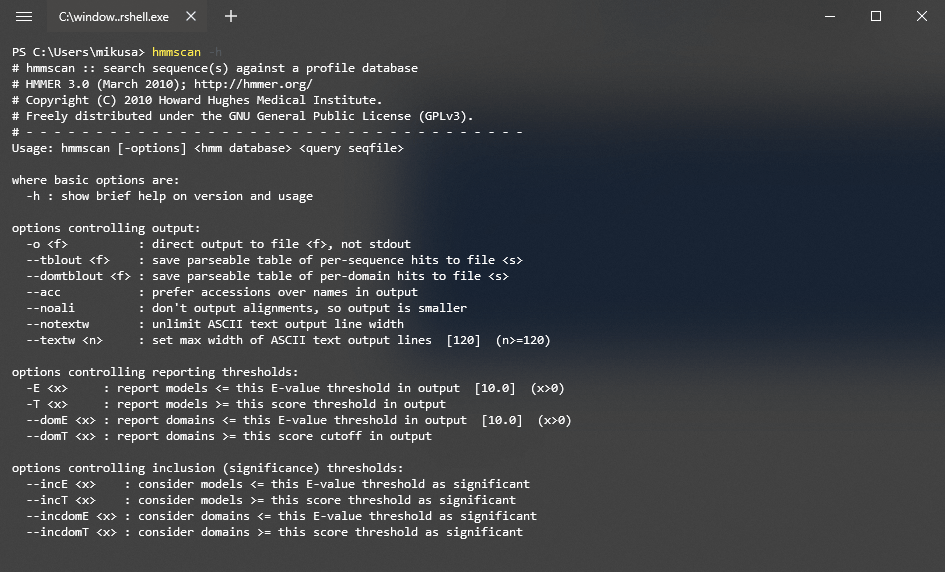 C:\window..rshell.exe
PS C:\Users\mikusa> hmmscan -h
# hmmscan :: search sequence(s) against a profile database
# HMMER 3.0 (March 2010); http://hmmer.org/
# Copyright (C) 2010 Howard Hughes Medical Institute.
# Freely distributed under the GNU General Public License (GPLv3).
# - - - - - - - - - - - - - - - - - - - - - - - - - - - - - - - - - - - -
Usage: hmmscan [-options] <hmm database> <query seqfile>

where basic options are:
  -h : show brief help on version and usage

options controlling output:
  -o <f>          : direct output to file <f>, not stdout
  --tblout <f>    : save parseable table of per-sequence hits to file <s>
  --domtblout <f> : save parseable table of per-domain hits to file <s>
  --acc           : prefer accessions over names in output
  --noali         : don't output alignments, so output is smaller
  --notextw       : unlimit ASCII text output line width
  --textw <n>     : set max width of ASCII text output lines  [120]  (n>=120)

options controlling reporting thresholds:
  -E <x>     : report models <= this E-value threshold in output  [10.0]  (x>0)
  -T <x>     : report models >= this score threshold in output
  --domE <x> : report domains <= this E-value threshold in output  [10.0]  (x>0)
  --domT <x> : report domains >= this score cutoff in output

options controlling inclusion (significance) thresholds:
  --incE <x>    : consider models <= this E-value threshold as significant
  --incT <x>    : consider models >= this score threshold as significant
  --incdomE <x> : consider domains <= this E-value threshold as significant
  --incdomT <x> : consider domains >= this score threshold as significant